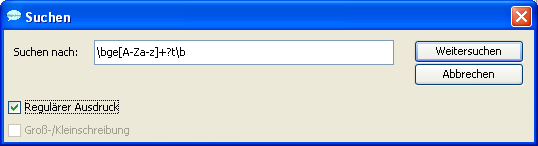 Suchen
Suchen nach: \bge[A-Za-z]+?t\b Weitersuchen
Abbrechen
Regulärer Ausdruck
Groß-/Kleinschreibung